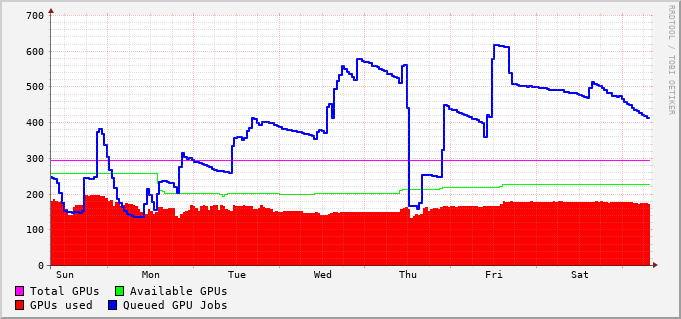 700
600
500
400
300
200
100
0
Sun Mon Tue Wed Thu Fri Sat
Total GPUs Available GPUs
GPUs used Queued GPU Jobs
RRDTOOL / TOBI OETIKER